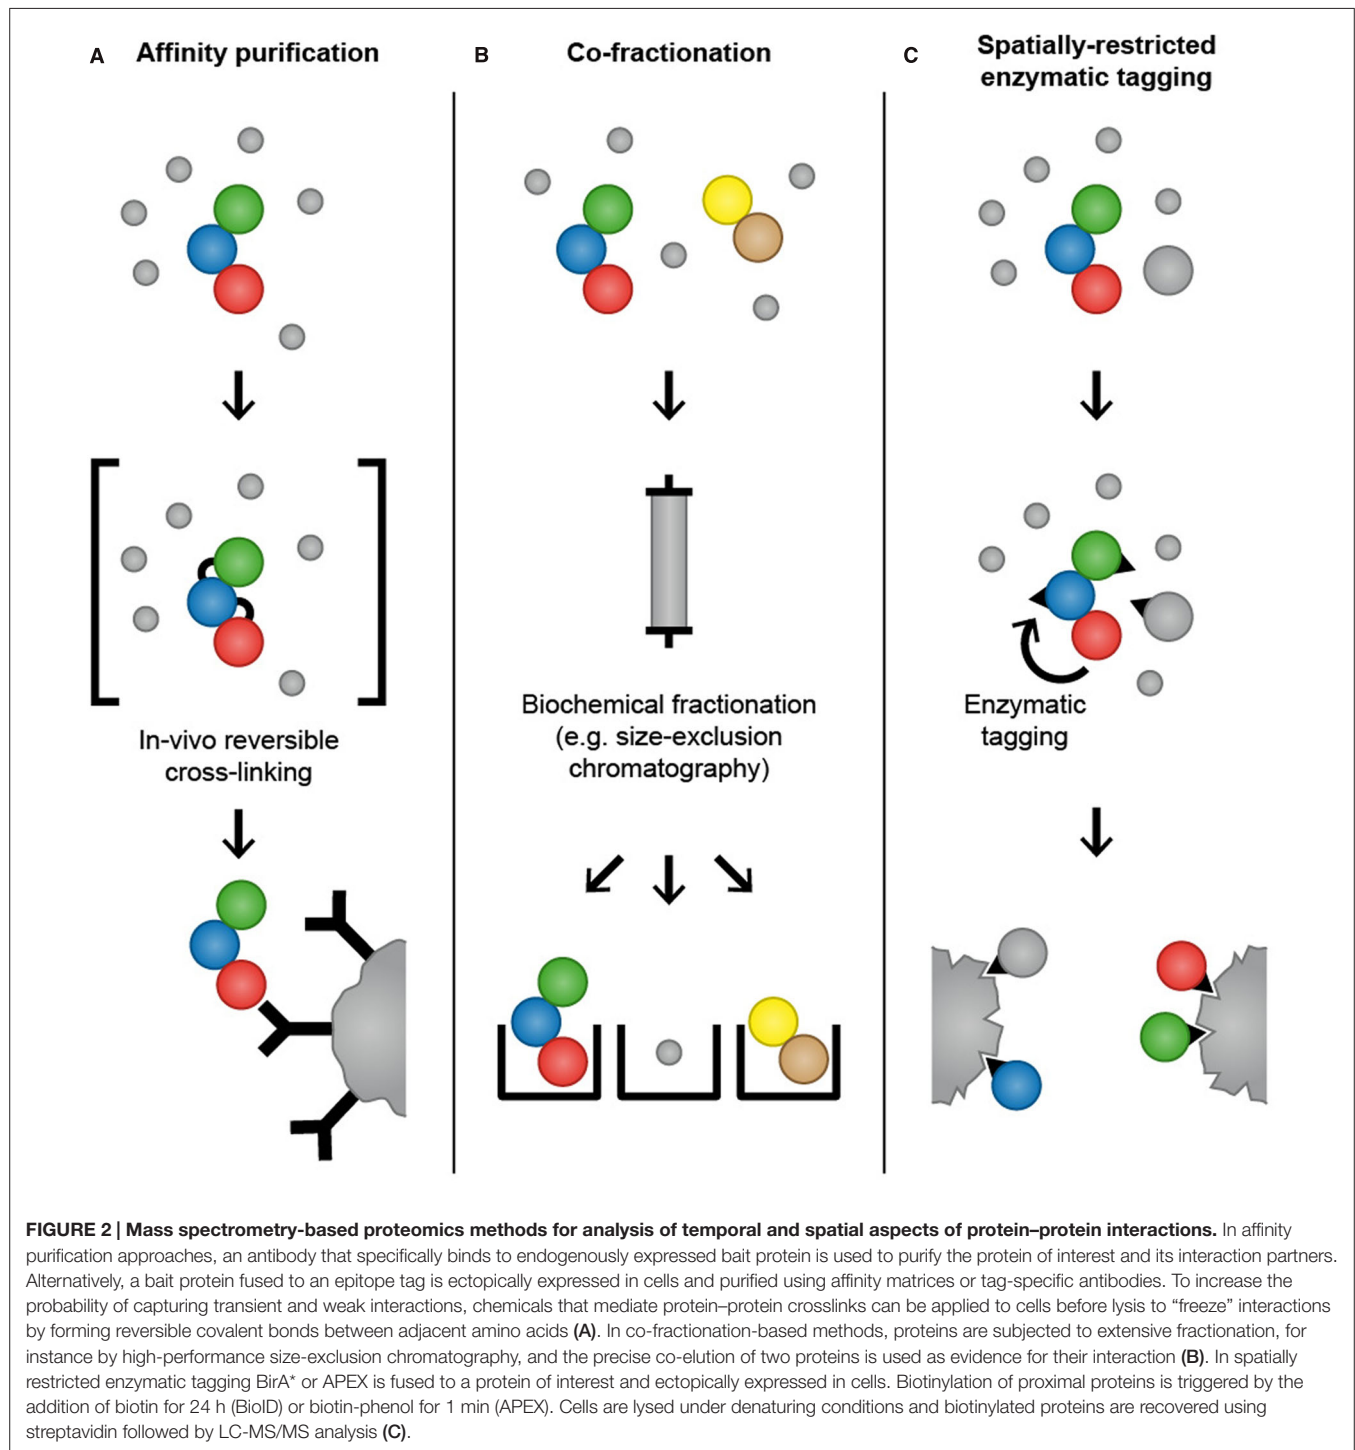 A Affinity purification
B Co-fractionation
C Spatially-restricted
enzymatic tagging
In-vivo reversible
cross-linking
Biochemical fractionation
(e.g. size-exclusion
chromatography)
Enzymatic
tagging
FIGURE 2 | Mass spectrometry-based proteomics methods for analysis of temporal and spatial aspects of protein–protein interactions. In affinity
purification approaches, an antibody that specifically binds to endogenously expressed bait protein is used to purify the protein of interest and its interaction partners.
Alternatively, a bait protein fused to an epitope tag is ectopically expressed in cells and purified using affinity matrices or tag-specific antibodies. To increase the
probability of capturing transient and weak interactions, chemicals that mediate protein–protein crosslinks can be applied to cells before lysis to “freeze” interactions
by forming reversible covalent bonds between adjacent amino acids (A). In co-fractionation-based methods, proteins are subjected to extensive fractionation, for
instance by high-performance size-exclusion chromatography, and the precise co-elution of two proteins is used as evidence for their interaction (B). In spatially
restricted enzymatic tagging BirA* or APEX is fused to a protein of interest and ectopically expressed in cells. Biotinylation of proximal proteins is triggered by the
addition of biotin for 24 h (BioID) or biotin-phenol for 1 min (APEX). Cells are lysed under denaturing conditions and biotinylated proteins are recovered using
streptavidin followed by LC-MS/MS analysis (C).